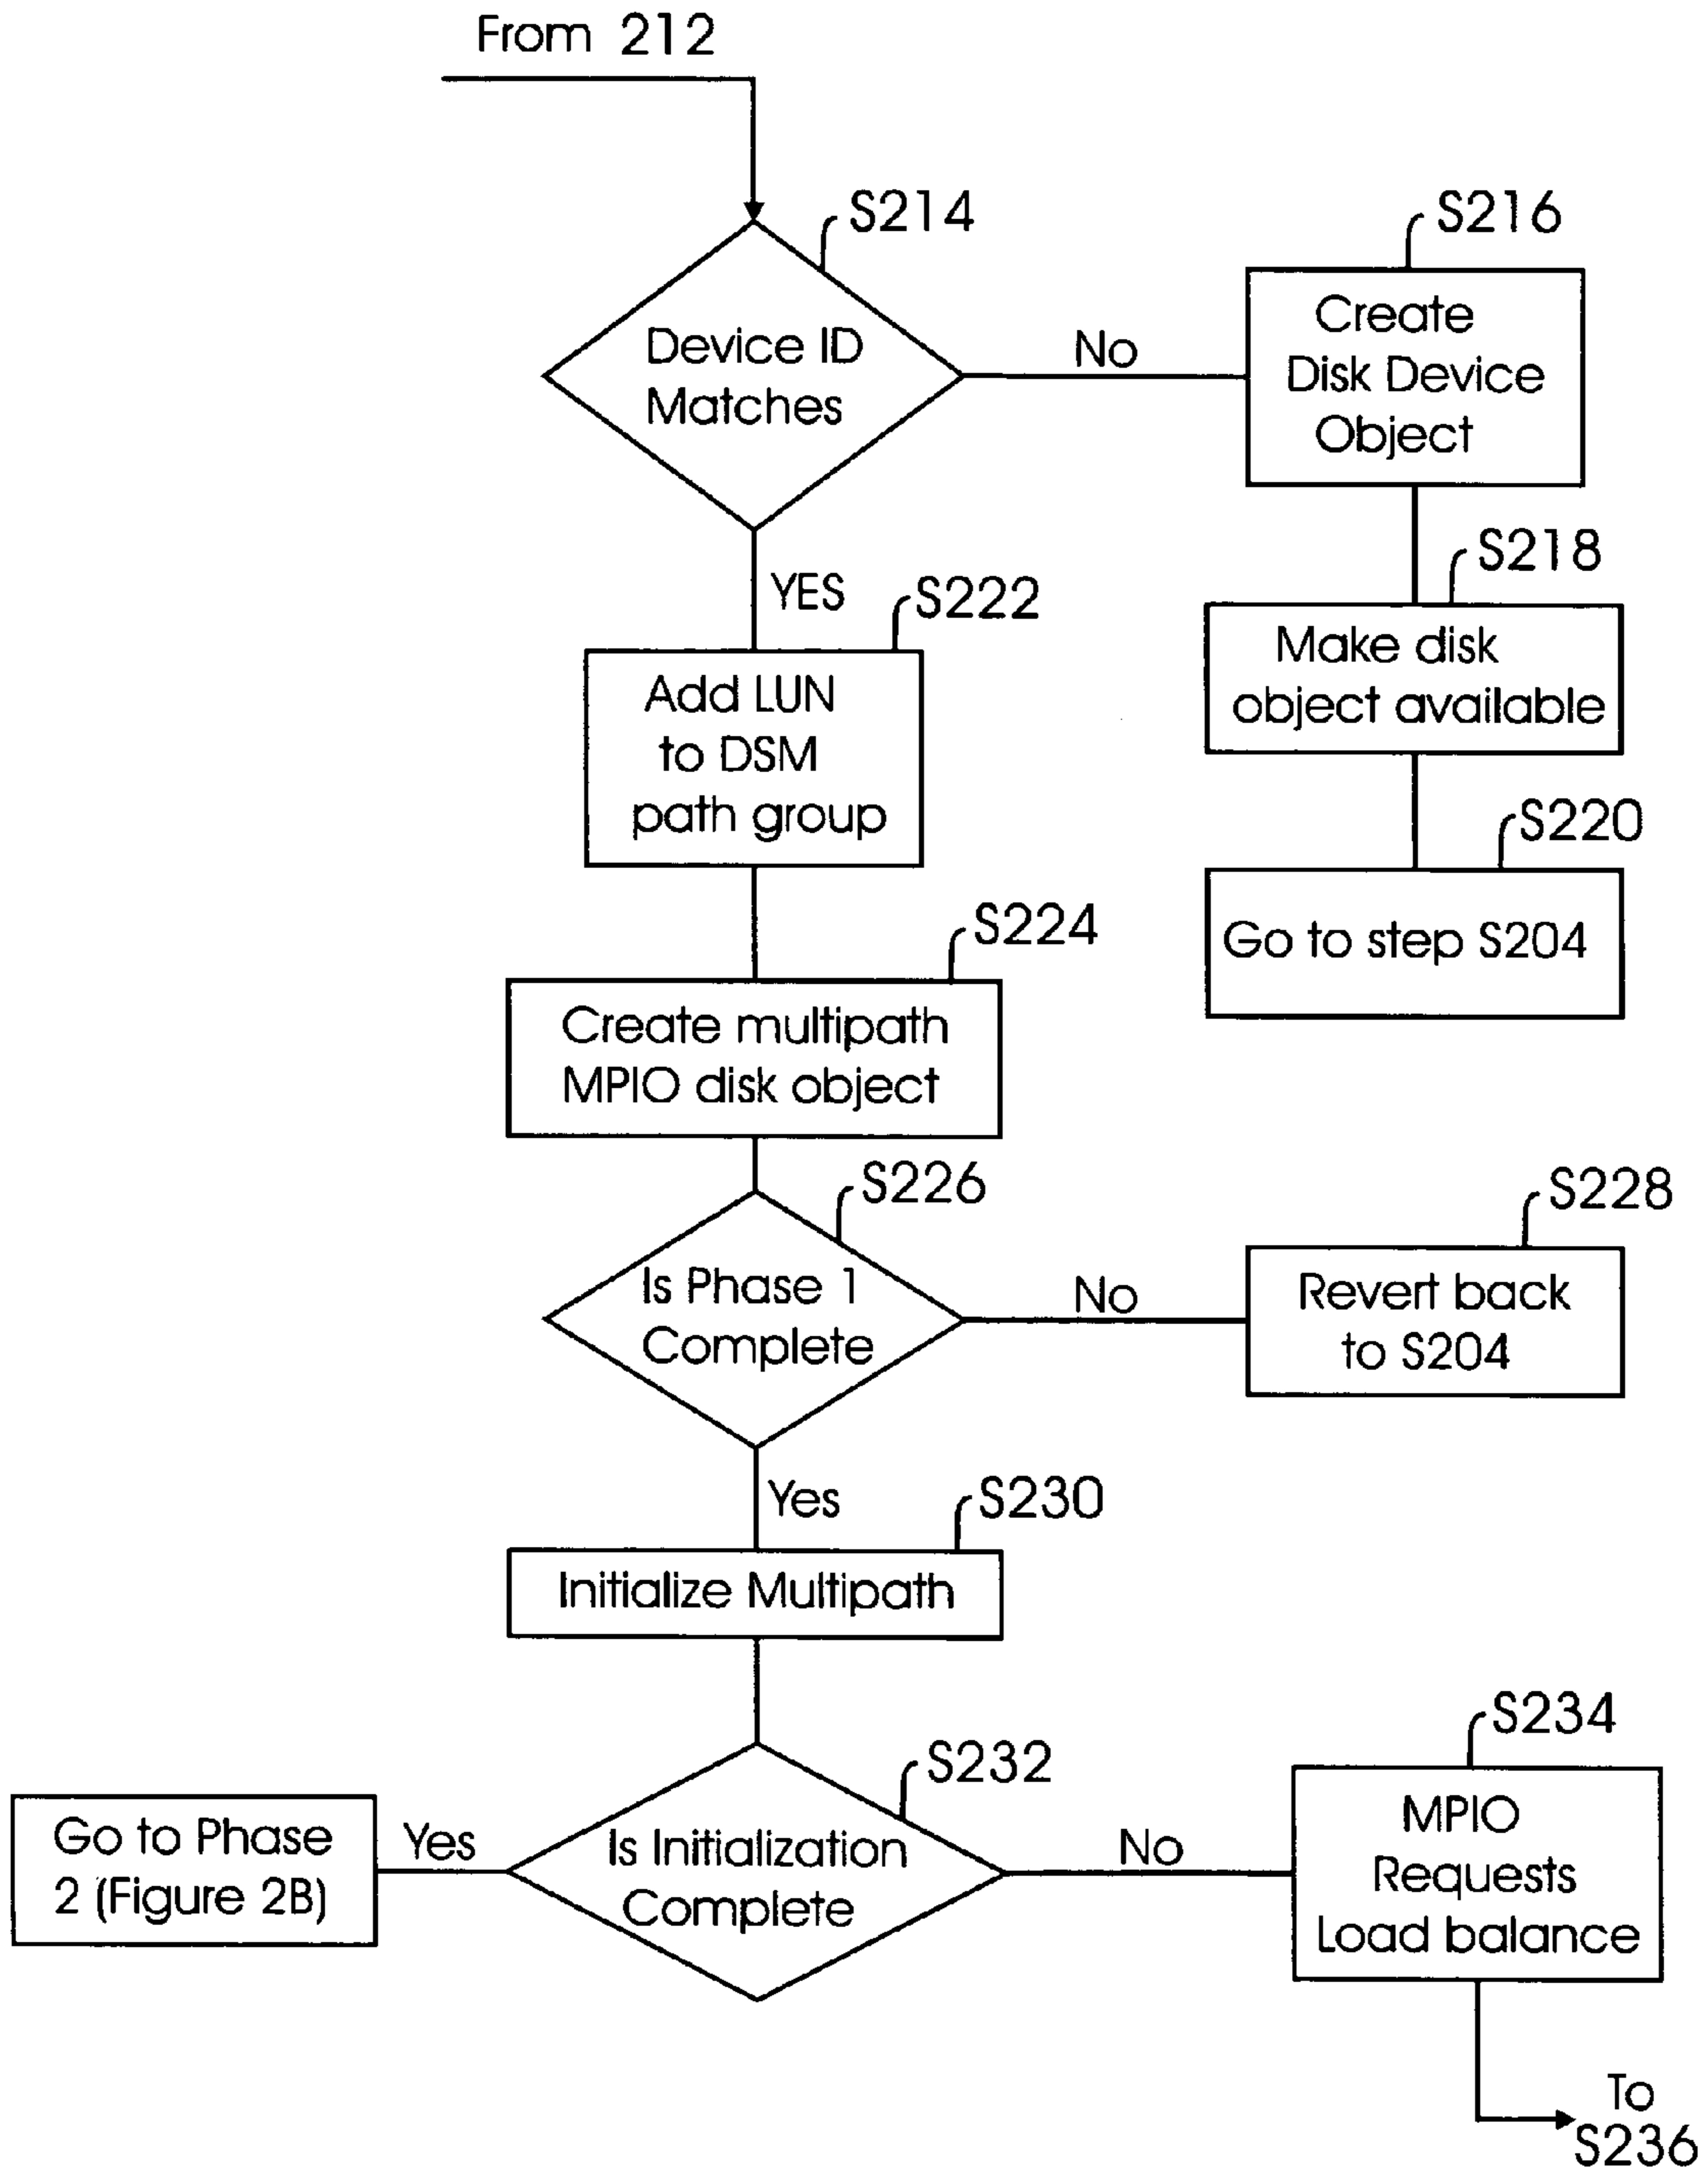 From 212
S214
S216
Device ID
Matches
No
Create
Disk Device
Object
YES
S218
Make disk
object available
S222
Add LUN
to DSM
path group
S220
Go to step S204
S224
Create multipath
MPIO disk object
S226
Is Phase 1
Complete
No
S228
Revert back
to S204
Yes
S230
Initialize Multipath
S232
Is Initialization
Complete
Yes
Go to Phase
2 (Figure 2B)
No
S234
MPIO
Requests
Load balance
To
S236